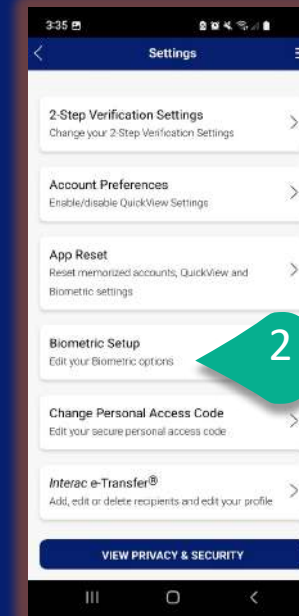 3:35
Settings
2-Step Verification Settings
Change your 2-Step Verification Settings
Account Preferences
Enable/disable QuickView Settings
App Reset
Reset memorized accounts, QuickView and
Biometric settings
Biometric Setup
Edit your Biometric options
2
Change Personal Access Code
Edit your secure personal access code
Interac e-Transfer®
Add, edit or delete recipients and edit your profile
VIEW PRIVACY & SECURITY